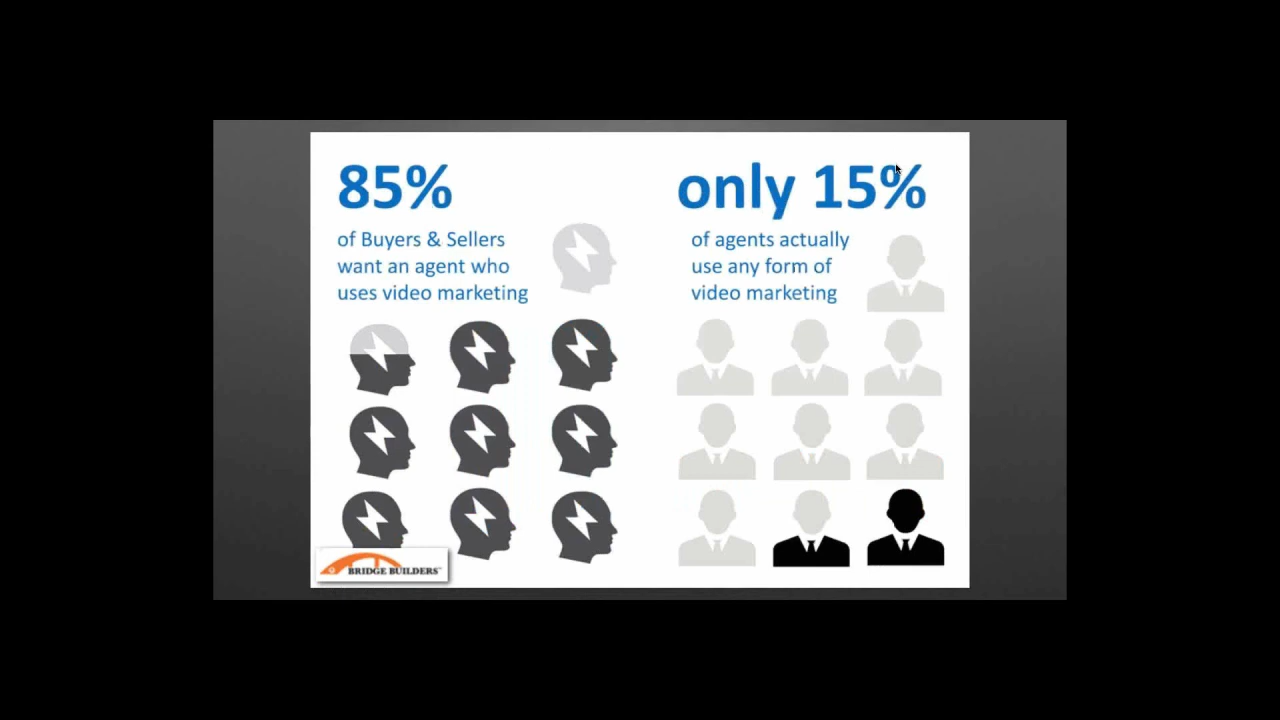 85%
of Buyers & Sellers
want an agent who
uses video marketing
only 15%
of agents actually
use any form of
video marketing
BRIDGE BUILDERS™